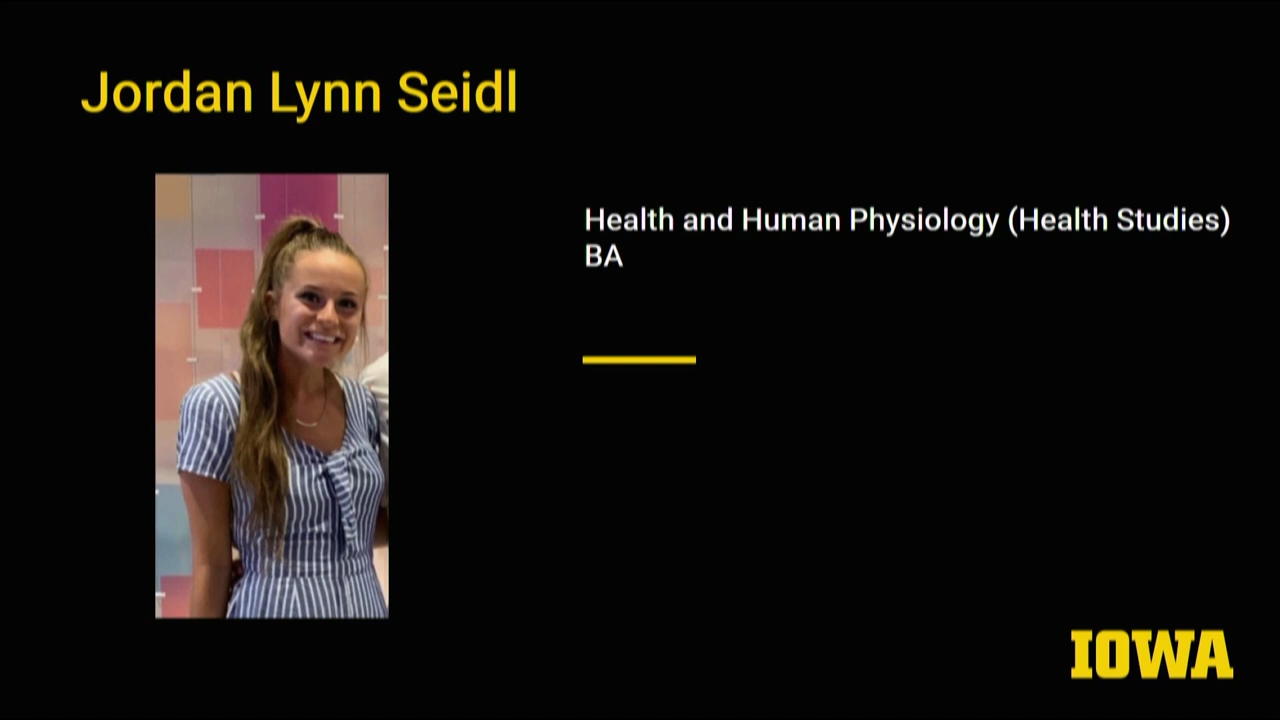 Jordan Lynn Seidl
Health and Human Physiology (Health Studies)
BA
IOWA